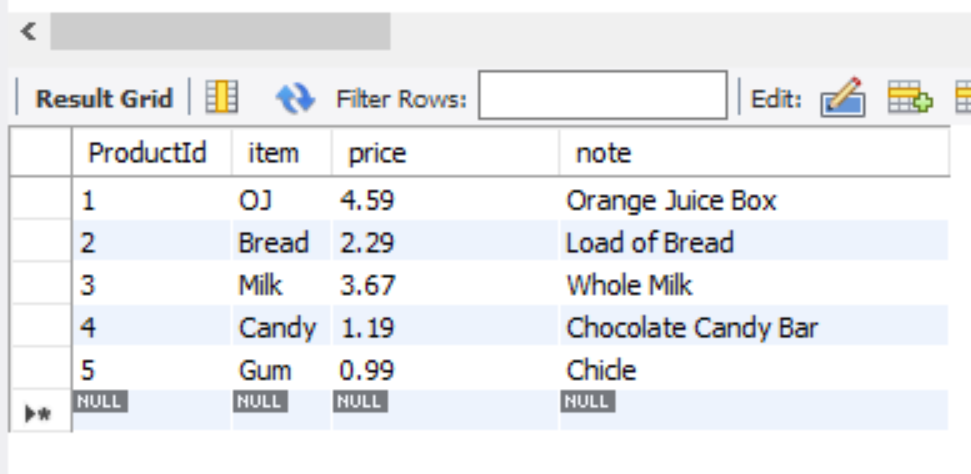 Result Grid Filter Rows: Edit:
ProductId item price note
1 OJ 4.59 Orange Juice Box
2 Bread 2.29 Load of Bread
3 Milk 3.67 Whole Milk
4 Candy 1.19 Chocolate Candy Bar
5 Gum 0.99 Chicle
NULL NULL NULL NULL